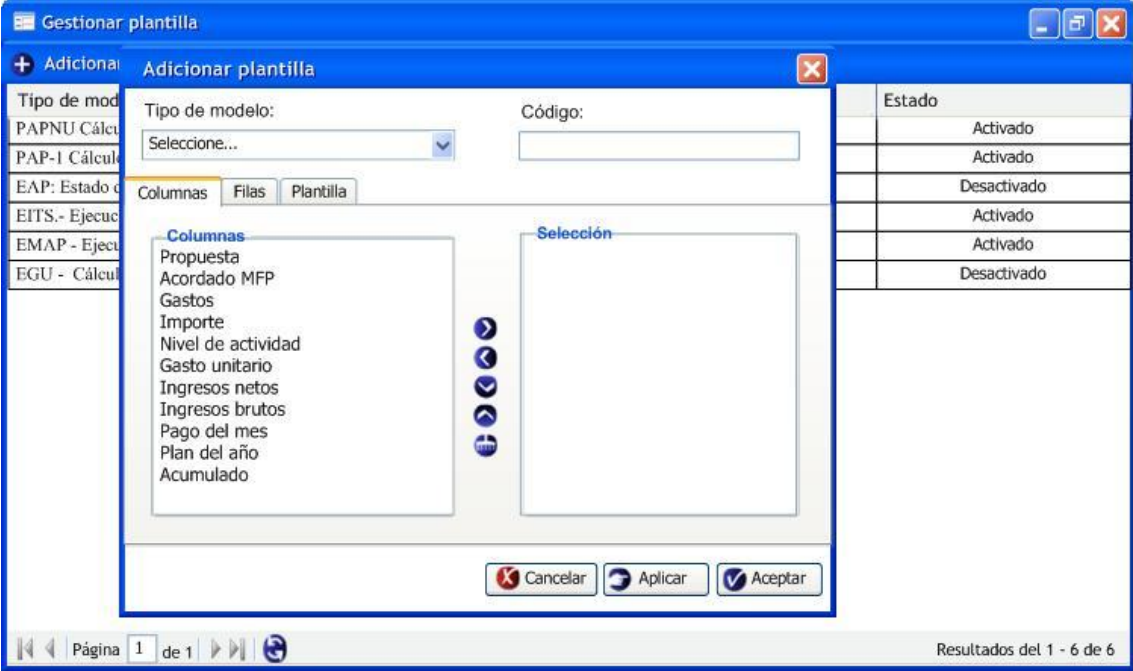 Gestionar plantilla
Adicionar plantilla
Tipo de modelo:
Código:
Seleccione...
Columnas Filas Plantilla
Columnas
Propuesta
Acordado MFP
Gastos
Importe
Nivel de actividad
Gasto unitario
Ingresos netos
Ingresos brutos
Pago del mes
Plan del año
Acumulado
Selección
Cancelar Aplicar Aceptar
Adicionar
Tipo de mod Estado
PAPNU Cálcu Activado
PAP-1 Cálcul Activado
EAP: Estado d Desactivado
EITS.- Ejecuc Activado
EMAP - Ejecu Activado
EGU - Cálcul Desactivado
Página 1 de 1
Resultados del 1 - 6 de 6